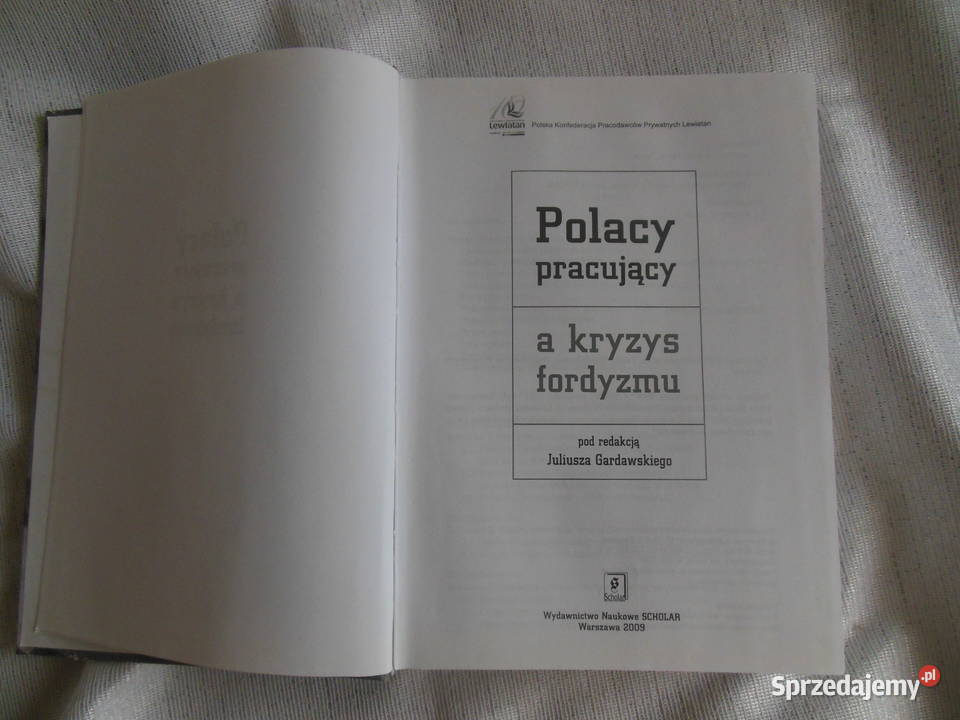 Lewiatan
Polska Konfederacja Pracodawców Prywatnych Lewiatan
Polacy
pracujący
a kryzys
fordyzmu
pod redakcją
Juliusza Gardawskiego
Scholar
Wydawnictwo Naukowe SCHOLAR
Warszawa 2009
Sprzedajemy.pl